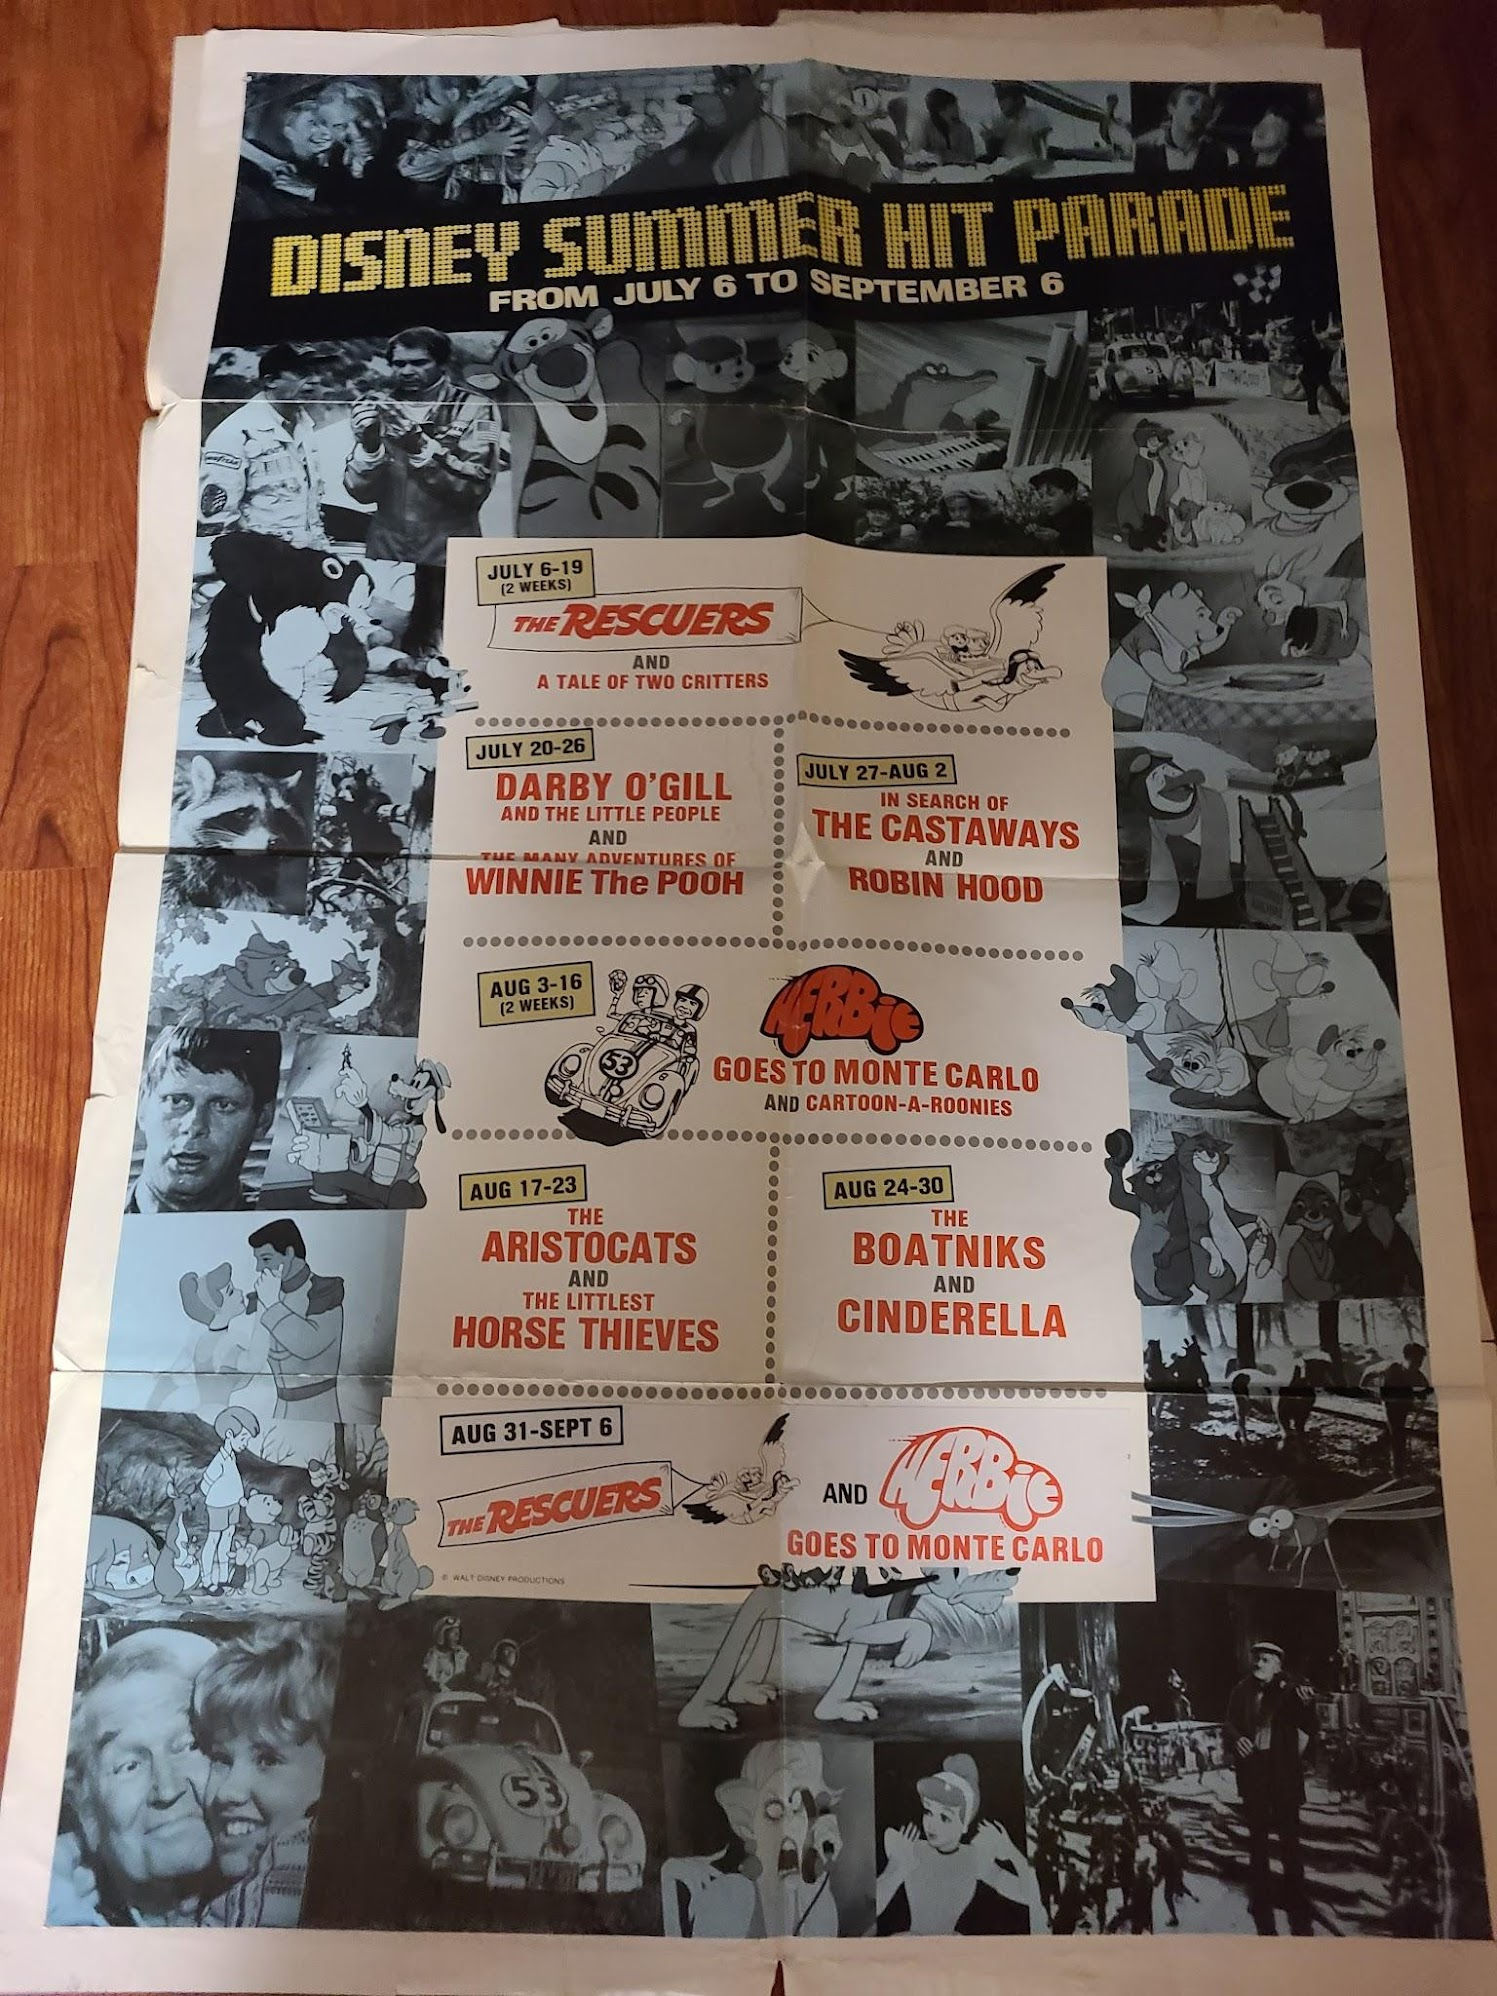 DISNEY SUMMER HIT PARADE
FROM JULY 6 TO SEPTEMBER 6
JULY 6-19
(2 WEEKS)
THE RESCUERS
AND
A TALE OF TWO CRITTERS
JULY 20-26
DARBY O'GILL
AND THE LITTLE PEOPLE
AND
THE MANY ADVENTURES OF
WINNIE The POOH
JULY 27-AUG 2
IN SEARCH OF
THE CASTAWAYS
AND
ROBIN HOOD
AUG 3-16
(2 WEEKS)
53
HERBIE
GOES TO MONTE CARLO
AND CARTOON-A-ROONIES
AUG 17-23
THE
ARISTOCATS
AND
THE LITTLEST
HORSE THIEVES
AUG 24-30
THE
BOATNIKS
AND
CINDERELLA
AUG 31-SEPT 6
THE RESCUERS
AND HERBIE
GOES TO MONTE CARLO
© WALT DISNEY PRODUCTIONS
53